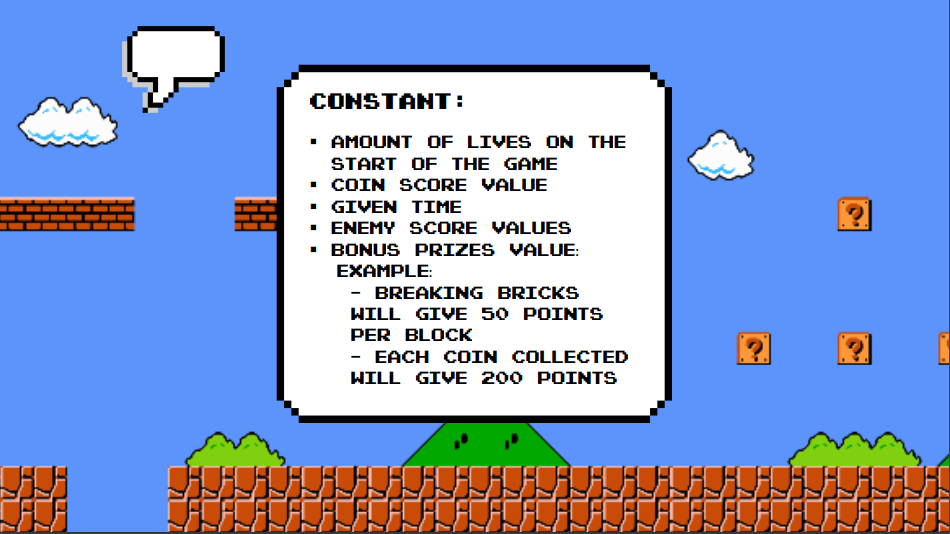 CONSTANT:
▪ AMOUNT OF LIVES ON THE
START OF THE GAME
▪ COIN SCORE VALUE
▪ GIVEN TIME
▪ ENEMY SCORE VALUES
▪ BONUS PRIZES VALUE:
EXAMPLE:
- BREAKING BRICKS
WILL GIVE 50 POINTS
PER BLOCK
- EACH COIN COLLECTED
WILL GIVE 200 POINTS
?
? ? ?